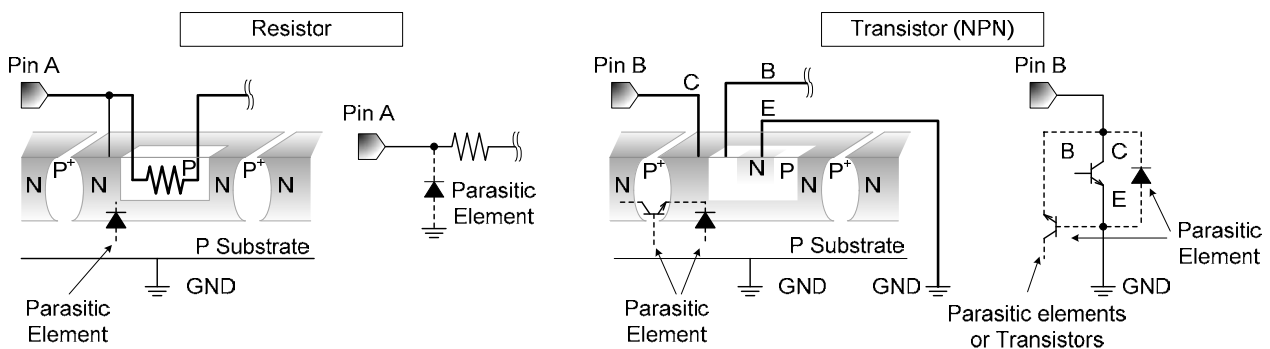 Resistor
Pin A
N
P+
N
P
N
P+
N
P Substrate
GND
Parasitic
Element
Pin A
Parasitic
Element
Transistor (NPN)
Pin B
C
B
E
N
P+
N
N
P
N
P+
N
P Substrate
GND
GND
Parasitic
Element
Pin B
B
C
E
GND
Parasitic
Element
Parasitic elements
or Transistors